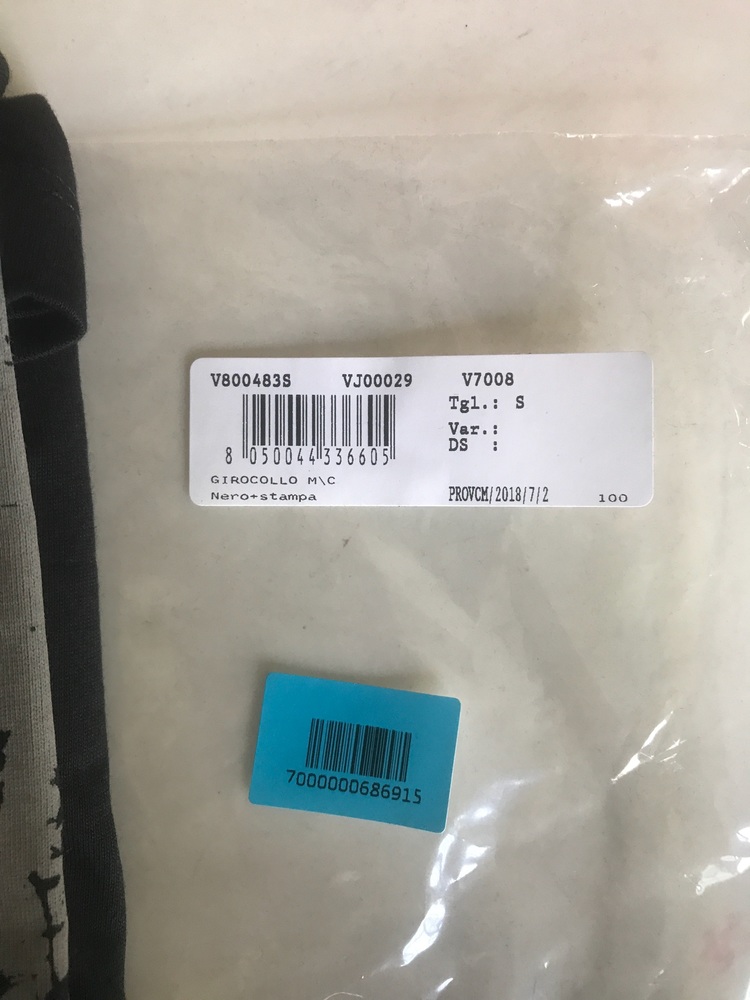 V800483S VJ00029 V7008
Tgl.: S
Var.:
DS :
8 050044 336605
GIROCOLLO M\C
Nero+stampa PROVCM/2018/7/2 100
7000000686915